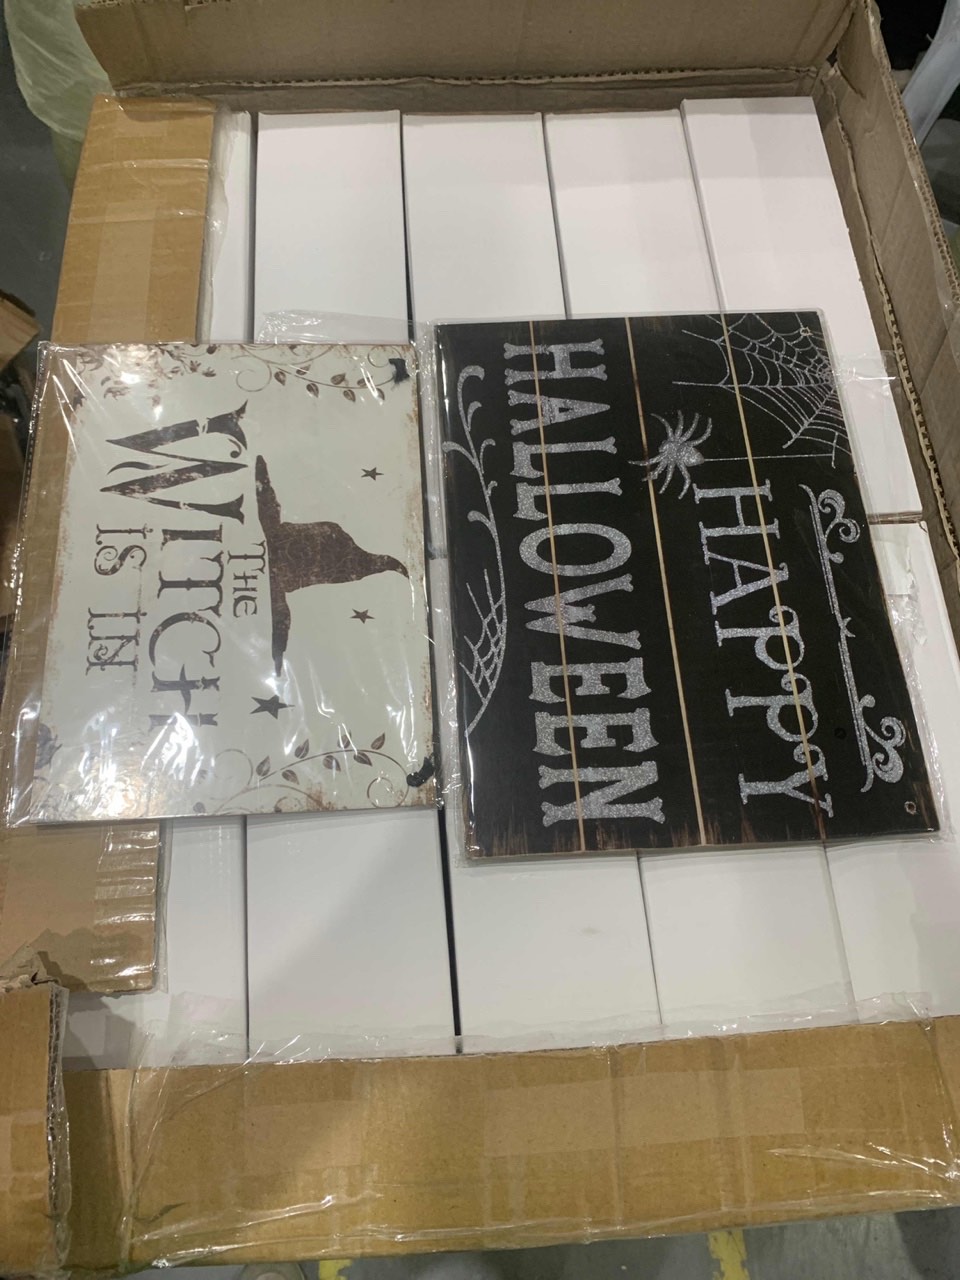 THE
WITCH
IS IN
HAPPY
HALLOWEEN